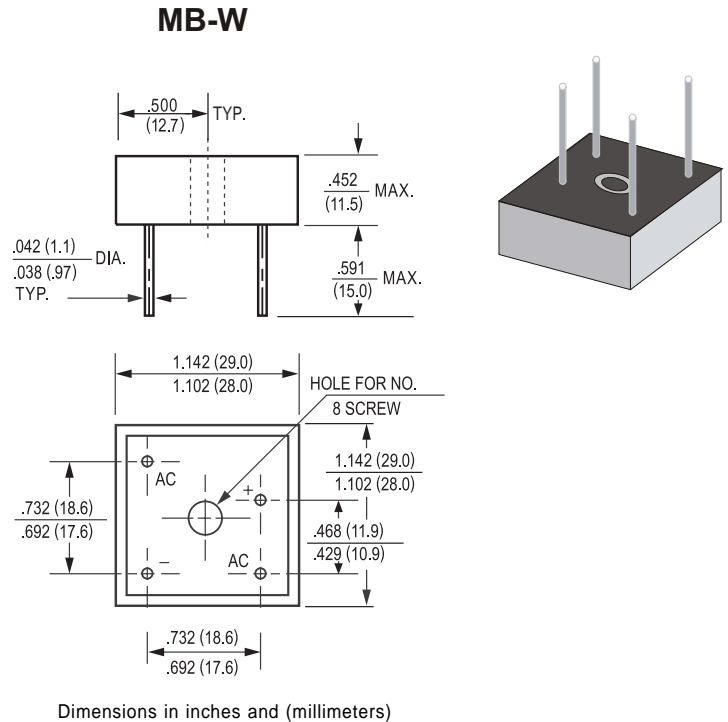 MB-W
.500
(12.7)
TYP.
.452
(11.5)
MAX.
.042 (1.1)
.038 (.97)
DIA.
TYP.
.591
(15.0)
MAX.
1.142 (29.0)
1.102 (28.0)
HOLE FOR NO.
8 SCREW
AC
+
1.142 (29.0)
1.102 (28.0)
.732 (18.6)
.692 (17.6)
.468 (11.9)
.429 (10.9)
–
AC
.732 (18.6)
.692 (17.6)
Dimensions in inches and (millimeters)